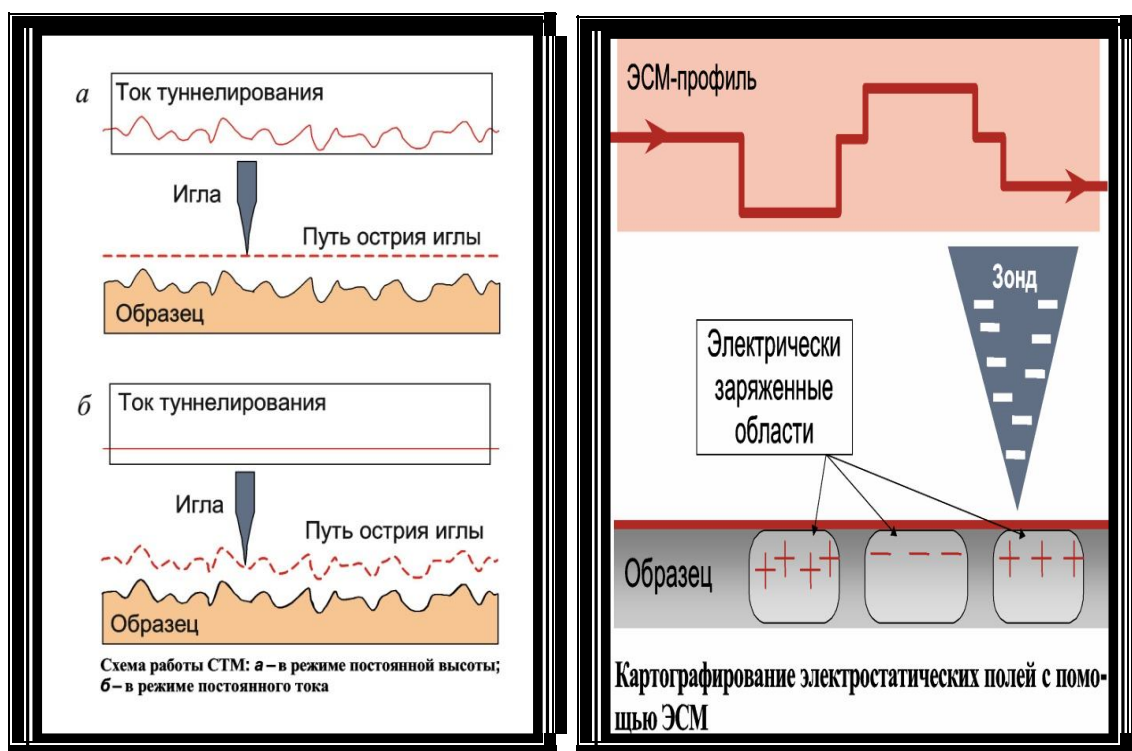 а
Ток туннелирования
Игла
Путь острия иглы
Образец
б
Ток туннелирования
Игла
Путь острия иглы
Образец
Схема работы СТМ: а – в режиме постоянной высоты;
б – в режиме постоянного тока
ЭСМ-профиль
Зонд
Электрически
заряженные
области
Образец
Картографирование электростатических полей с помо-
щью ЭСМ